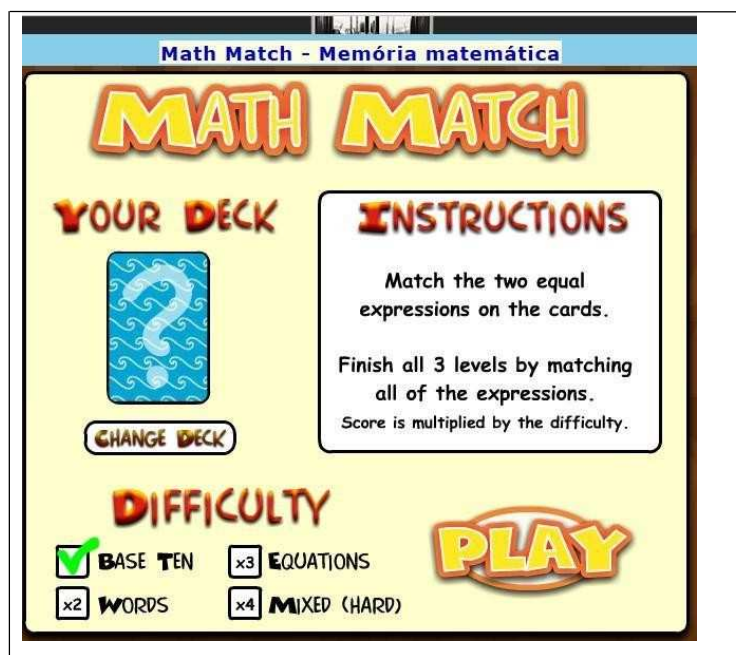 Math Match - Memória matemática
MATH MATCH
YOUR DECK
?
CHANGE DECK
INSTRUCTIONS
Match the two equal
expressions on the cards.
Finish all 3 levels by matching
all of the expressions.
Score is multiplied by the difficulty.
DIFFICULTY
BASE TEN
x3 EQUATIONS
x2 WORDS
x4 MIXED (HARD)
PLAY